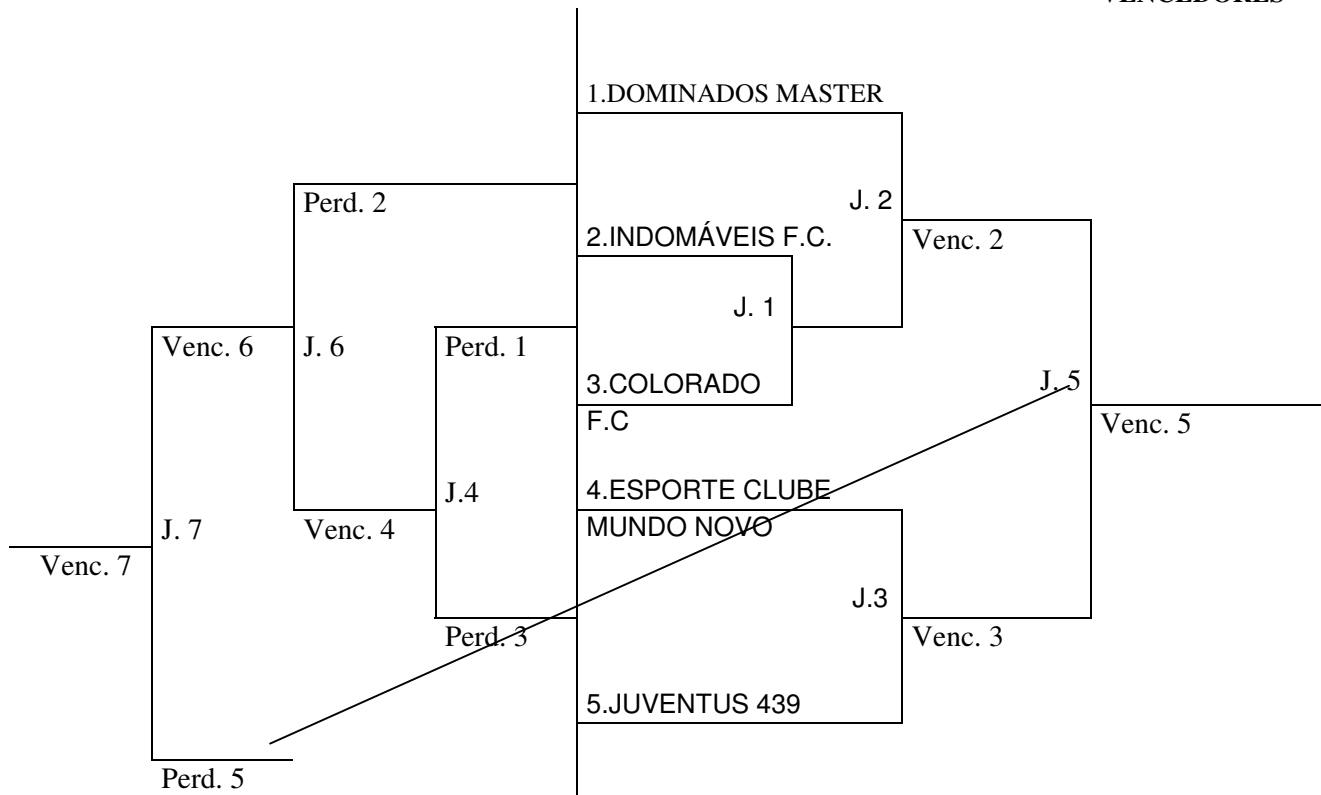 VENCEDORES
1.DOMINADOS MASTER
Perd. 2
J. 2
2.INDOMÁVEIS F.C.
Venc. 2
J. 1
Venc. 6
J. 6
Perd. 1
3.COLORADO
F.C
J. 5
Venc. 5
J.4
4.ESPORTE CLUBE
MUNDO NOVO
J. 7
Venc. 4
Venc. 7
J.3
Perd. 3
Venc. 3
5.JUVENTUS 439
Perd. 5